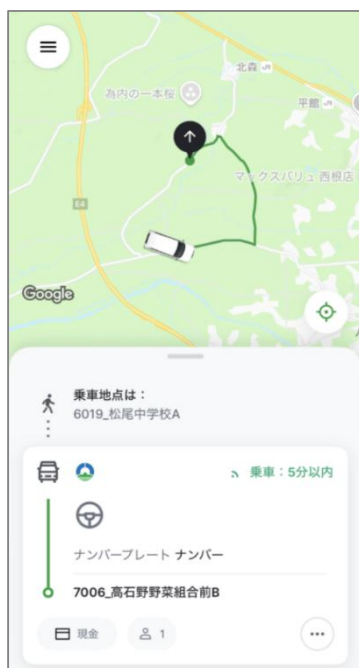 北森
為内の一本桜
平館
マックスバリュ 西根店
E4
Google
乗車地点は：
6019_松尾中学校A
乗車：5分以内
ナンバープレート ナンバー
7006_高石野野菜組合前B
現金
1